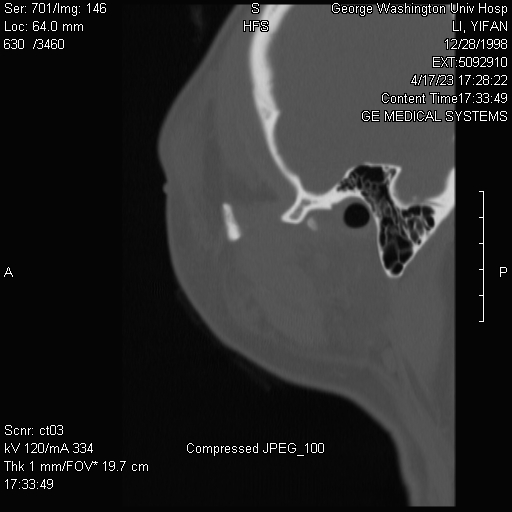 Ser: 701/Img: 146
Loc: 64.0 mm
630 /3460
S
HFS
George Washington Univ Hosp
LI, YIFAN
12/28/1998
EXT:5092910
4/17/23 17:28:22
Content Time17:33:49
GE MEDICAL SYSTEMS
A
P
Scnr: ct03
kV 120/mA 334
Thk 1 mm/FOV* 19.7 cm
17:33:49
Compressed JPEG_100